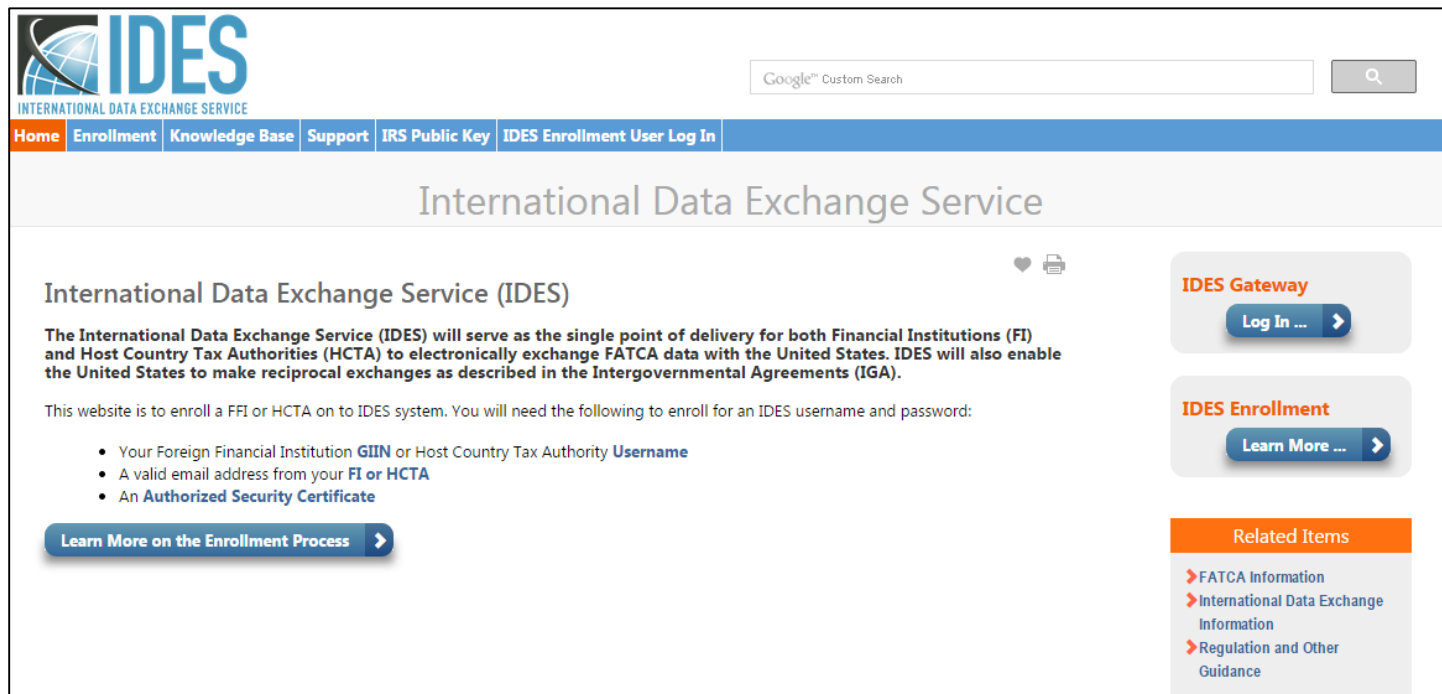 IDES
INTERNATIONAL DATA EXCHANGE SERVICE
Google™ Custom Search
Home Enrollment Knowledge Base Support IRS Public Key IDES Enrollment User Log In
International Data Exchange Service
International Data Exchange Service (IDES)
The International Data Exchange Service (IDES) will serve as the single point of delivery for both Financial Institutions (FI)
and Host Country Tax Authorities (HCTA) to electronically exchange FATCA data with the United States. IDES will also enable
the United States to make reciprocal exchanges as described in the Intergovernmental Agreements (IGA).
This website is to enroll a FFI or HCTA on to IDES system. You will need the following to enroll for an IDES username and password:
• Your Foreign Financial Institution GIIN or Host Country Tax Authority Username
• A valid email address from your FI or HCTA
• An Authorized Security Certificate
Learn More on the Enrollment Process
IDES Gateway
Log In ...
IDES Enrollment
Learn More ...
Related Items
FATCA Information
International Data Exchange
Information
Regulation and Other
Guidance